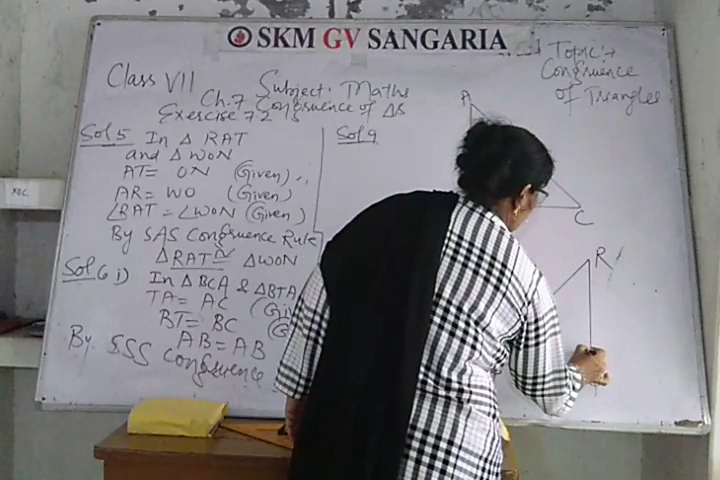 SKM GV SANGARIA
Topic:→
Congruence
of Triangles
Class VII
Subject. Maths
Ch.7 Congruence of Δs
Exercise 7.2
Sol 5 In Δ RAT
and Δ WON
AT = ON (Given)
AR = WO (Given)
∠RAT = ∠WON (Given)
By SAS Congruence Rule
ΔRAT ≅ ΔWON
Sol 6 i) In ΔBCA & ΔBTA
TA = AC
BT = BC
AB = AB
By SSS Congruence
Sol 9
A
C
R